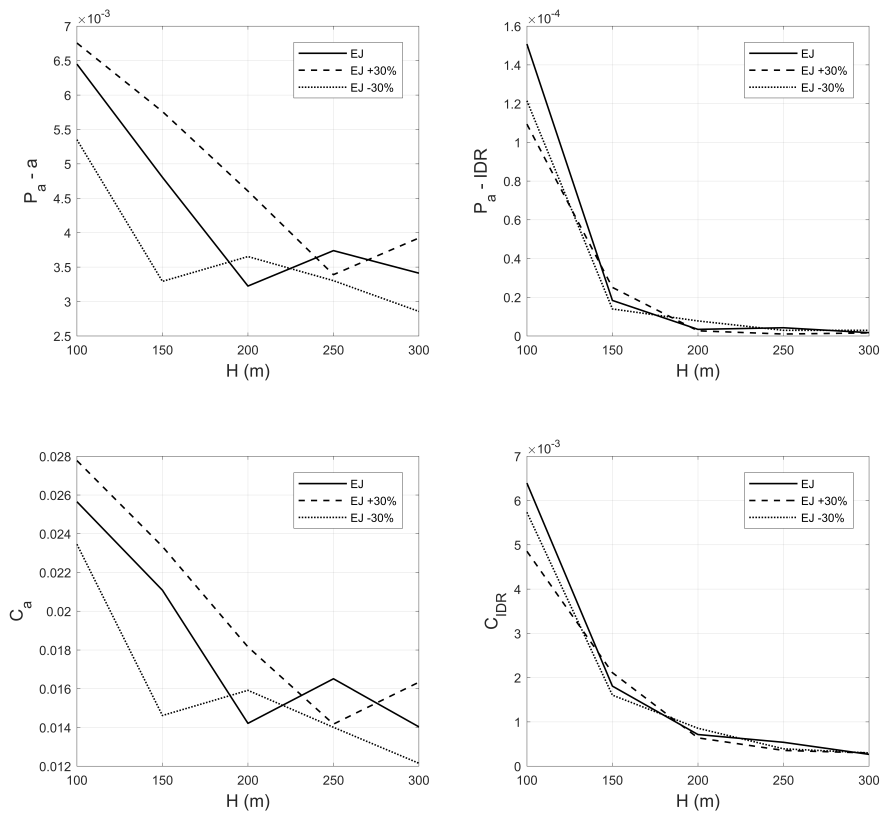 ×10⁻³
7
6.5
6
5.5
5
4.5
4
3.5
3
2.5
100 150 200 250 300
H (m)
Pₐ - a
EJ
EJ +30%
EJ -30%
×10⁻⁴
1.6
1.4
1.2
1
0.8
0.6
0.4
0.2
0
100 150 200 250 300
H (m)
Pₐ - IDR
EJ
EJ +30%
EJ -30%
0.028
0.026
0.024
0.022
0.02
0.018
0.016
0.014
0.012
100 150 200 250 300
H (m)
Cₐ
EJ
EJ +30%
EJ -30%
×10⁻³
7
6
5
4
3
2
1
0
100 150 200 250 300
H (m)
C_IDR
EJ
EJ +30%
EJ -30%